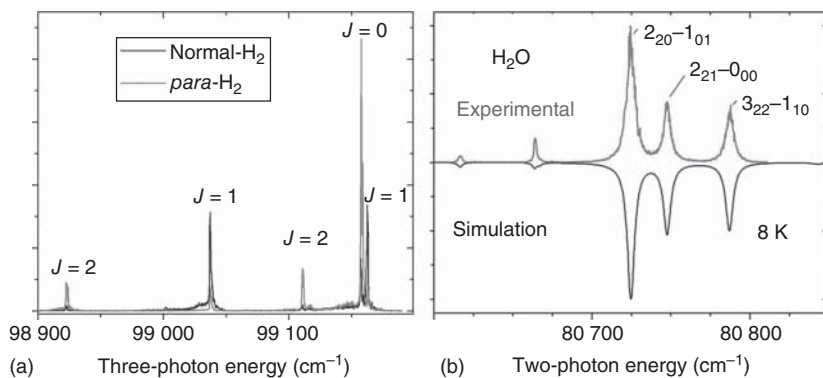 J = 0
Normal-H₂
para-H₂
J = 1
J = 1
J = 2
J = 2
98 900 99 000 99 100
(a) Three-photon energy (cm⁻¹)
2₂₀–1₀₁
H₂O
2₂₁–0₀₀
3₂₂–1₁₀
Experimental
Simulation 8 K
80 700 80 800
(b) Two-photon energy (cm⁻¹)